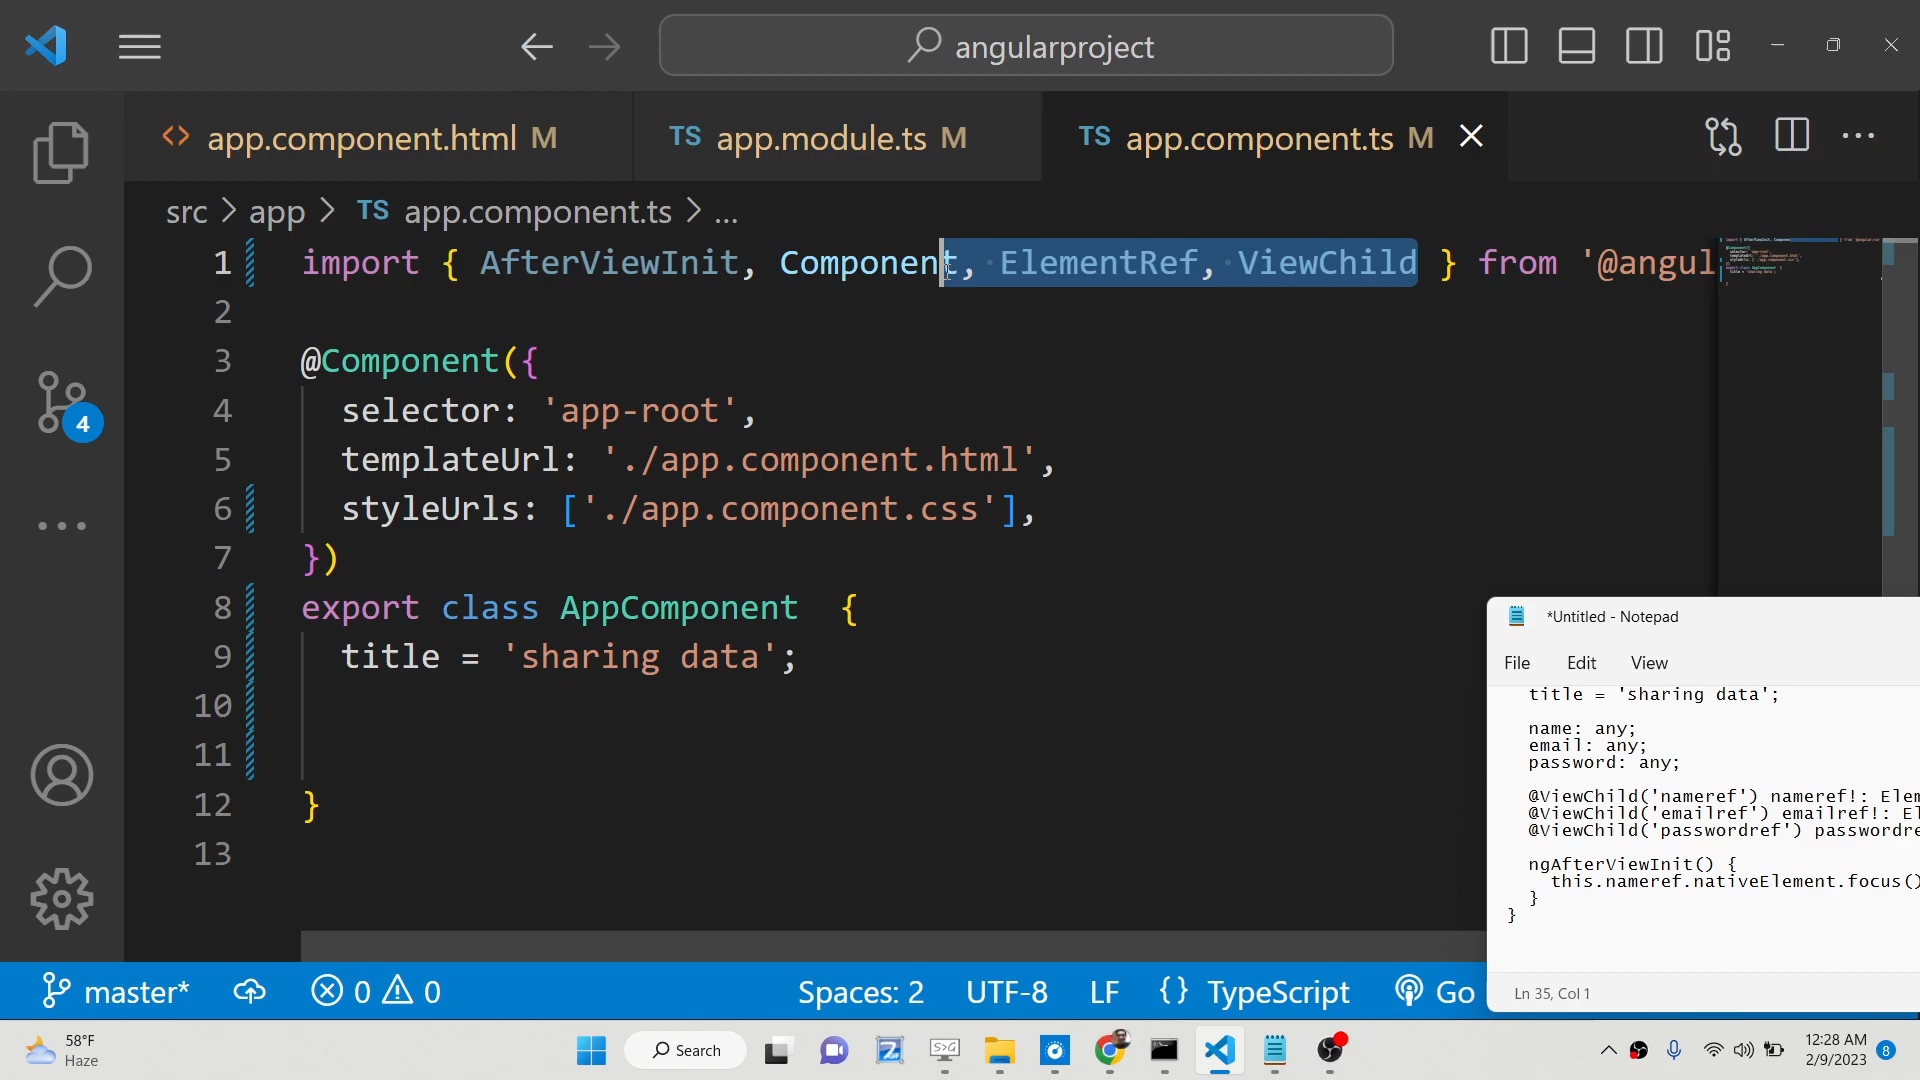 angularproject
app.component.html M
TS app.module.ts M
TS app.component.ts M
src > app > TS app.component.ts > ...
1 import { AfterViewInit, Component, ElementRef, ViewChild } from '@angul
2
3 @Component({
4 selector: 'app-root',
5 templateUrl: './app.component.html',
6 styleUrls: ['./app.component.css'],
7 })
8 export class AppComponent {
9 title = 'sharing data';
10
11
12 }
13
4
*Untitled - Notepad
File Edit View
title = 'sharing data';
name: any;
email: any;
password: any;
@ViewChild('nameref') nameref!: Elem
@ViewChild('emailref') emailref!: El
@ViewChild('passwordref') passwordre
ngAfterViewInit() {
this.nameref.nativeElement.focus()
}
}
Ln 35, Col 1
master* 0 0 Spaces: 2 UTF-8 LF {} TypeScript Go
58°F
Haze
Search
12:28 AM
2/9/2023
8